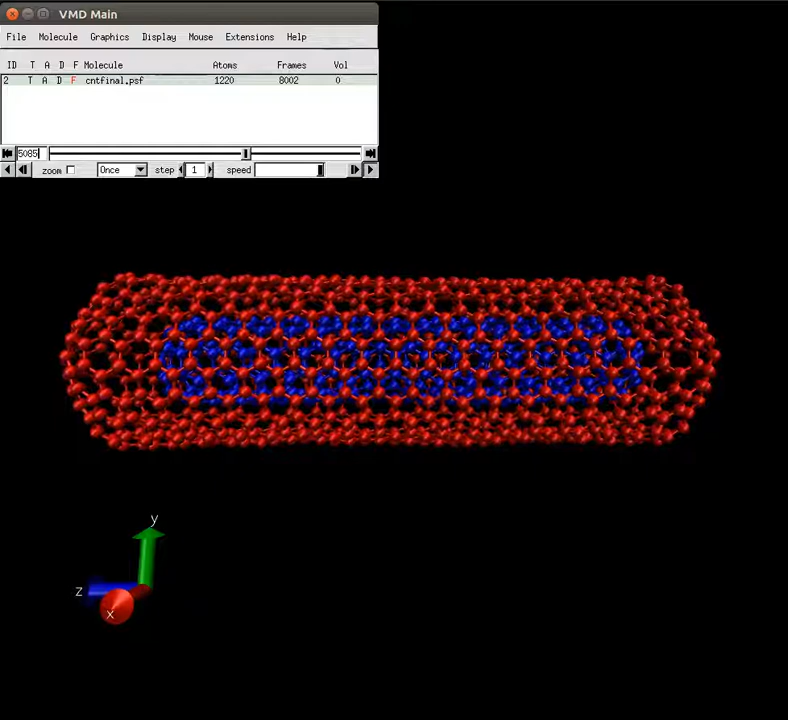 VMD Main
File Molecule Graphics Display Mouse Extensions Help
ID T A D F Molecule Atoms Frames Vol
2 T A D F cntfinal.psf 1220 8002 0
5085
zoom Once step 1 speed
y
z
x